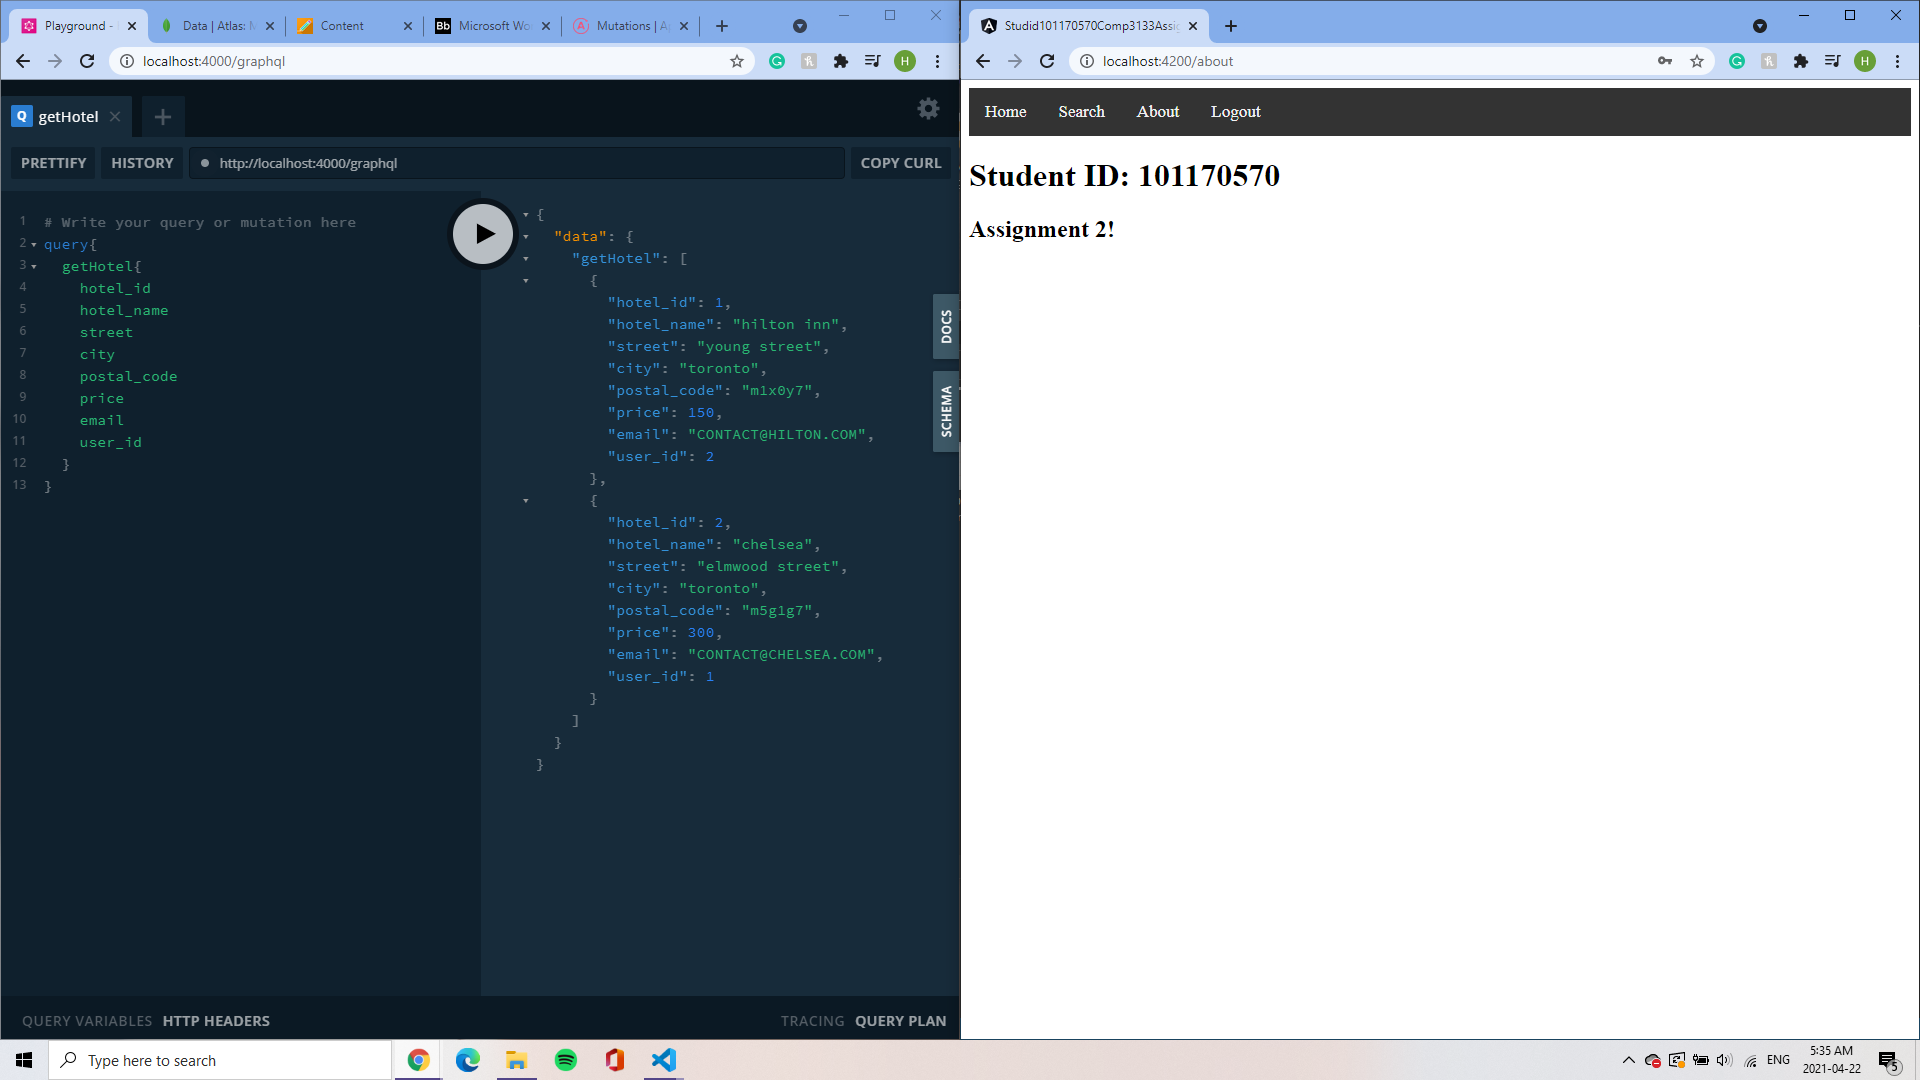 Playground -
Data | Atlas: M
Content
Bb Microsoft Wo
Mutations | A
localhost:4000/graphql
H
Q getHotel
PRETTIFY
HISTORY
http://localhost:4000/graphql
COPY CURL
1 # Write your query or mutation here
2 query{
3 getHotel{
4 hotel_id
5 hotel_name
6 street
7 city
8 postal_code
9 price
10 email
11 user_id
12 }
13 }
{
"data": {
"getHotel": [
{
"hotel_id": 1,
"hotel_name": "hilton inn",
"street": "young street",
"city": "toronto",
"postal_code": "m1x0y7",
"price": 150,
"email": "CONTACT@HILTON.COM",
"user_id": 2
},
{
"hotel_id": 2,
"hotel_name": "chelsea",
"street": "elmwood street",
"city": "toronto",
"postal_code": "m5g1g7",
"price": 300,
"email": "CONTACT@CHELSEA.COM",
"user_id": 1
}
]
}
}
DOCS
SCHEMA
QUERY VARIABLES HTTP HEADERS
TRACING QUERY PLAN
Studid101170570Comp3133Assig
localhost:4200/about
H
Home Search About Logout
Student ID: 101170570
Assignment 2!
Type here to search
ENG
5:35 AM
2021-04-22
5